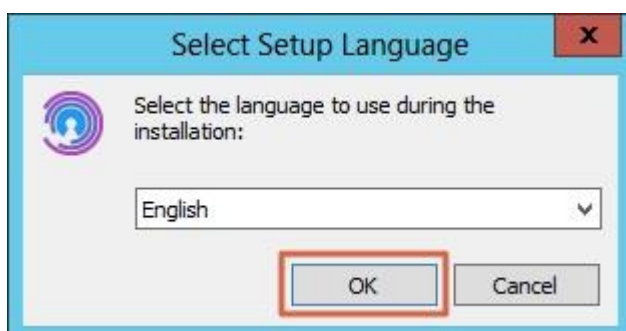 Select Setup Language
x
Select the language to use during the
installation:
English
OK
Cancel